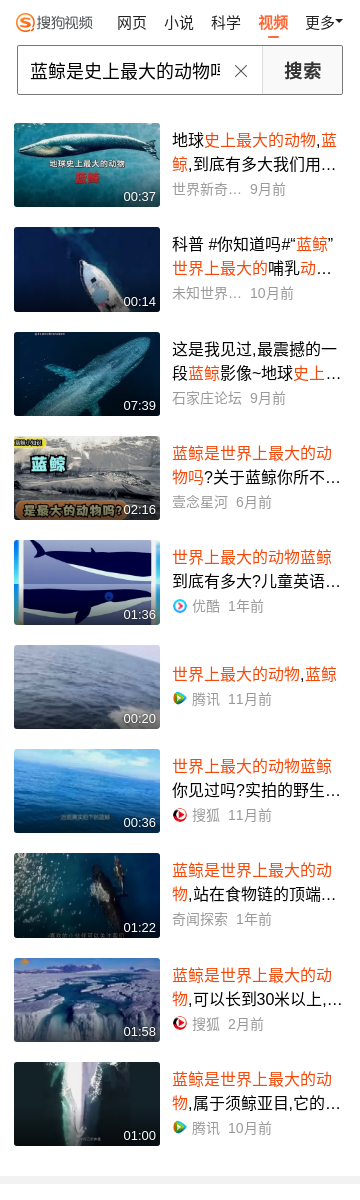 搜狗视频 网页 小说 科学 视频 更多
蓝鲸是史上最大的动物吗 搜索
地球史上最大的动物
蓝鲸
00:37
地球史上最大的动物,蓝
鲸,到底有多大我们用…
世界新奇… 9月前
00:14
科普 #你知道吗#“蓝鲸”
世界上最大的哺乳动…
未知世界… 10月前
07:39
这是我见过,最震撼的一
段蓝鲸影像~地球史上…
石家庄论坛 9月前
蓝鲸
是最大的动物吗?
02:16
蓝鲸是世界上最大的动
物吗?关于蓝鲸你所不…
壹念星河 6月前
01:36
世界上最大的动物蓝鲸
到底有多大?儿童英语…
优酷 1年前
00:20
世界上最大的动物,蓝鲸
腾讯 11月前
00:36
世界上最大的动物蓝鲸
你见过吗?实拍的野生…
搜狐 11月前
01:22
蓝鲸是世界上最大的动
物,站在食物链的顶端…
奇闻探索 1年前
01:58
蓝鲸是世界上最大的动
物,可以长到30米以上,…
搜狐 2月前
01:00
蓝鲸是世界上最大的动
物,属于须鲸亚目,它的…
腾讯 10月前